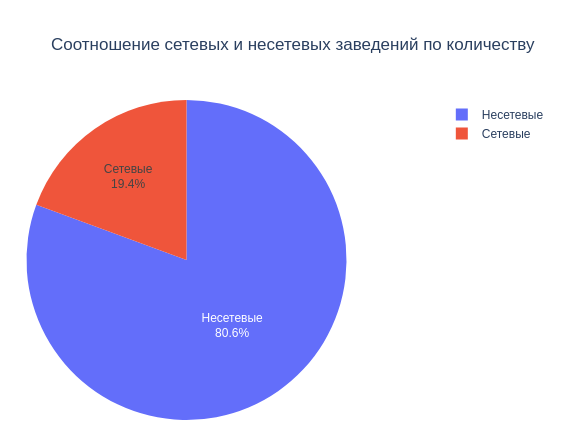 Соотношение сетевых и несетевых заведений по количеству
Несетевые
Сетевые
Сетевые
19.4%
Несетевые
80.6%